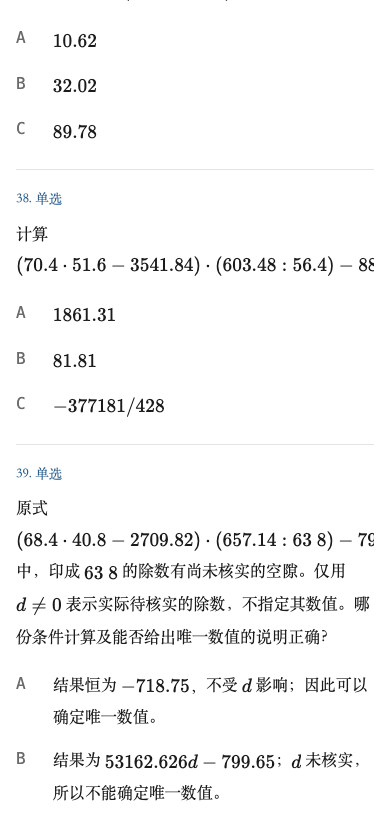 A 10.62
B 32.02
C 89.78
38. 单选
计算
(70.4 · 51.6 − 3541.84) · (603.48 : 56.4) − 88
A 1861.31
B 81.81
C −377181/428
39. 单选
原式
(68.4 · 40.8 − 2709.82) · (657.14 : 63 8) − 79
中，印成 63 8 的除数有尚未核实的空隙。仅用
d ≠ 0 表示实际待核实的除数，不指定其数值。哪
份条件计算及能否给出唯一数值的说明正确?
A 结果恒为 −718.75，不受 d 影响；因此可以
确定唯一数值。
B 结果为 53162.626d − 799.65；d 未核实，
所以不能确定唯一数值。